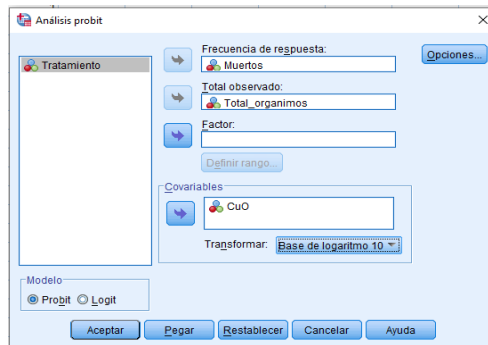 Análisis probit
Tratamiento
Frecuencia de respuesta:
Muertos
Total observado:
Total_organimos
Factor:
Definir rango...
Covariables
CuO
Transformar: Base de logaritmo 10
Opciones...
Modelo
Probit Logit
Aceptar Pegar Restablecer Cancelar Ayuda